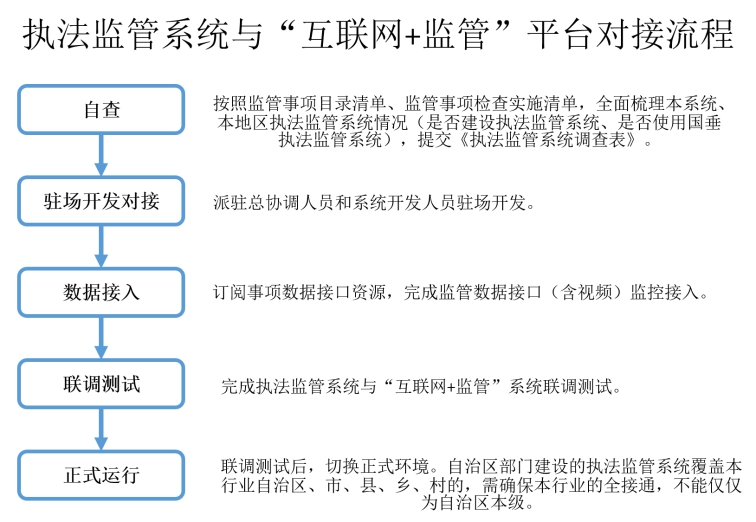 执法监管系统与“互联网+监管”平台对接流程
自查
按照监管事项目录清单、监管事项检查实施清单，全面梳理本系统、
本地区执法监管系统情况（是否建设执法监管系统、是否使用国垂
执法监管系统），提交《执法监管系统调查表》。
驻场开发对接
派驻总协调人员和系统开发人员驻场开发。
数据接入
订阅事项数据接口资源，完成监管数据接口（含视频）监控接入。
联调测试
完成执法监管系统与“互联网+监管”系统联调测试。
正式运行
联调测试后，切换正式环境。自治区部门建设的执法监管系统覆盖本
行业自治区、市、县、乡、村的，需确保本行业的全接通，不能仅仅
为自治区本级。